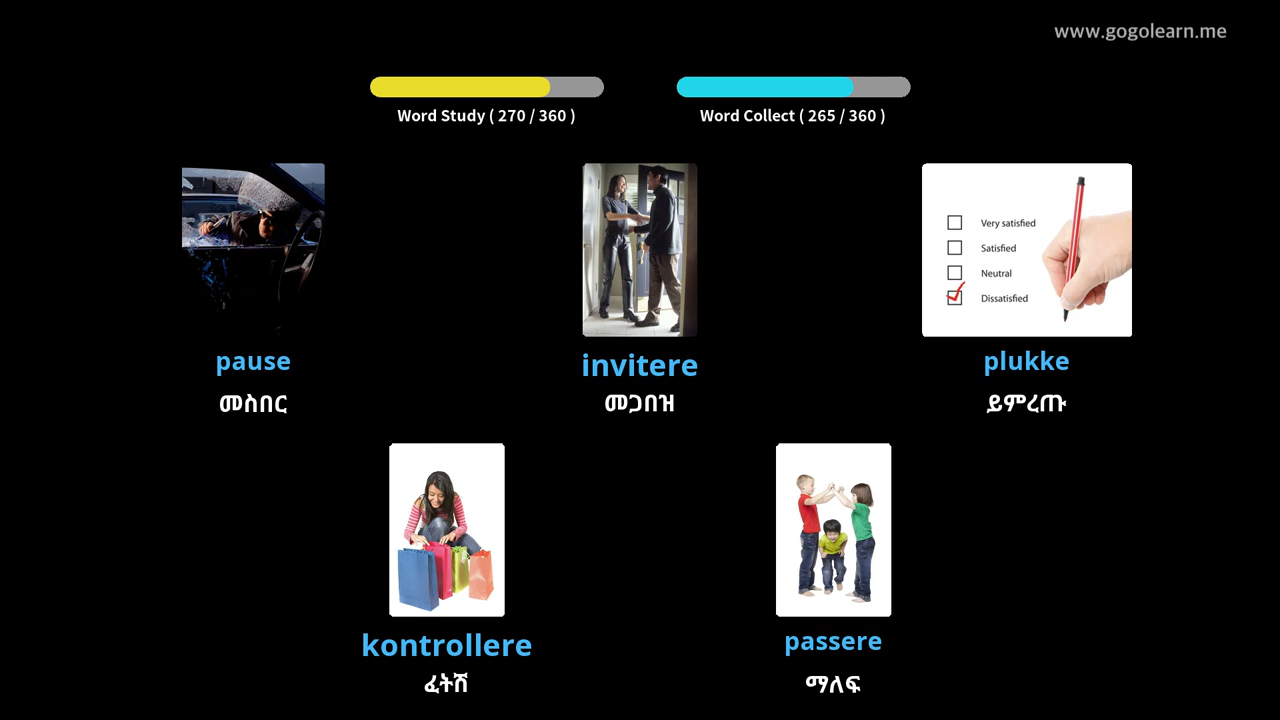 www.gogolearn.me
Word Study ( 270 / 360 )
Word Collect ( 265 / 360 )
Very satisfied
Satisfied
Neutral
Dissatisfied
pause
invitere
plukke
መስበር
መጋበዝ
ይምረጡ
kontrollere
passere
ፈትሽ
ማለፍ